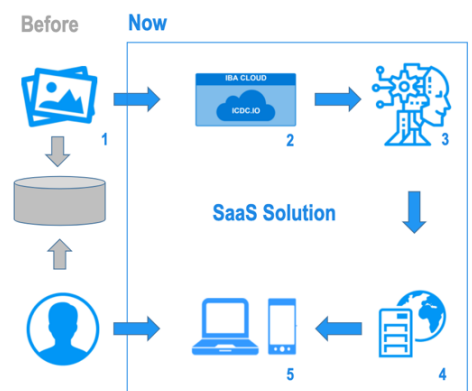 Before
Now
IBA CLOUD
ICDC.IO
1
2
3
SaaS Solution
5
4